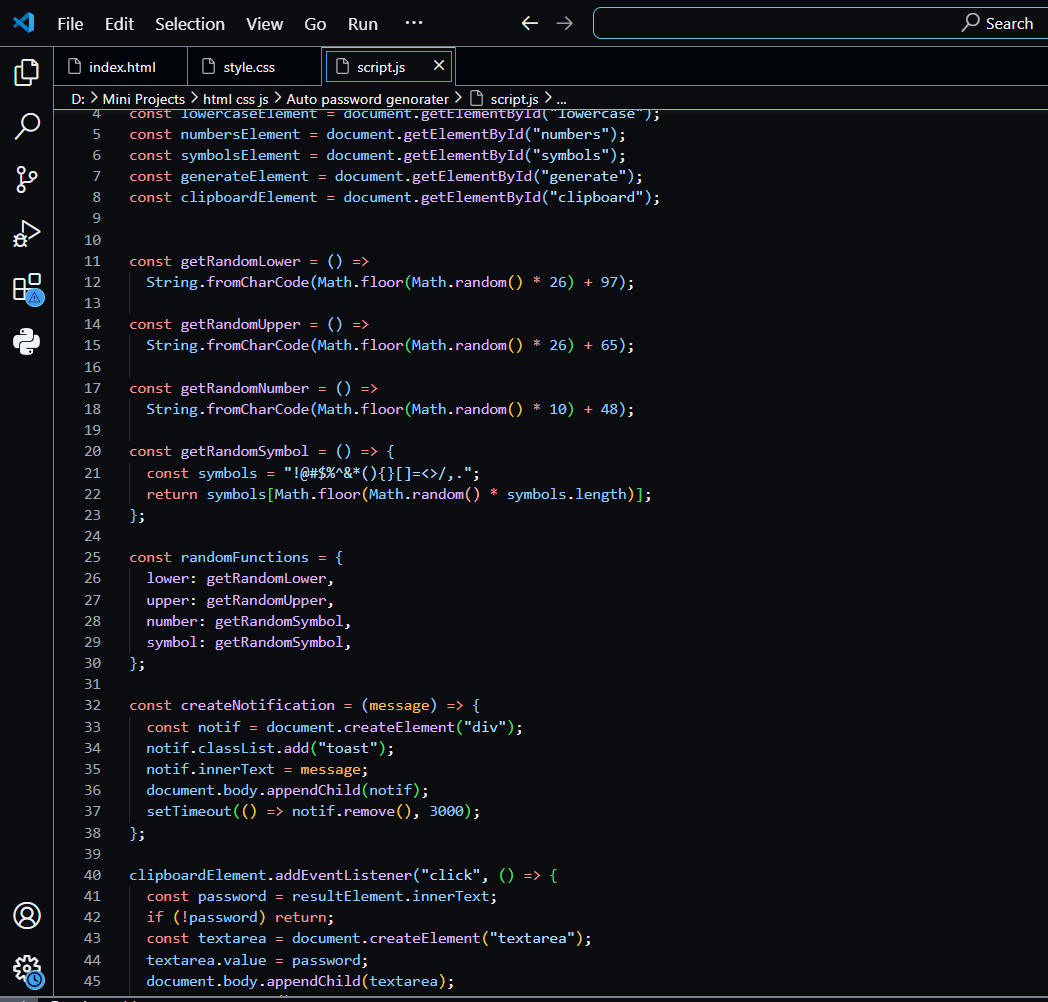 File Edit Selection View Go Run ··· ← → Search
index.html style.css script.js ×
D: > Mini Projects > html css js > Auto password genorater > script.js > ...
4 const lowercaseElement = document.getElementById("lowercase");
5 const numbersElement = document.getElementById("numbers");
6 const symbolsElement = document.getElementById("symbols");
7 const generateElement = document.getElementById("generate");
8 const clipboardElement = document.getElementById("clipboard");
9
10
11 const getRandomLower = () =>
12 String.fromCharCode(Math.floor(Math.random() * 26) + 97);
13
14 const getRandomUpper = () =>
15 String.fromCharCode(Math.floor(Math.random() * 26) + 65);
16
17 const getRandomNumber = () =>
18 String.fromCharCode(Math.floor(Math.random() * 10) + 48);
19
20 const getRandomSymbol = () => {
21 const symbols = "!@#$%^&*(){}[]=<>/,.";
22 return symbols[Math.floor(Math.random() * symbols.length)];
23 };
24
25 const randomFunctions = {
26 lower: getRandomLower,
27 upper: getRandomUpper,
28 number: getRandomSymbol,
29 symbol: getRandomSymbol,
30 };
31
32 const createNotification = (message) => {
33 const notif = document.createElement("div");
34 notif.classList.add("toast");
35 notif.innerText = message;
36 document.body.appendChild(notif);
37 setTimeout(() => notif.remove(), 3000);
38 };
39
40 clipboardElement.addEventListener("click", () => {
41 const password = resultElement.innerText;
42 if (!password) return;
43 const textarea = document.createElement("textarea");
44 textarea.value = password;
45 document.body.appendChild(textarea);